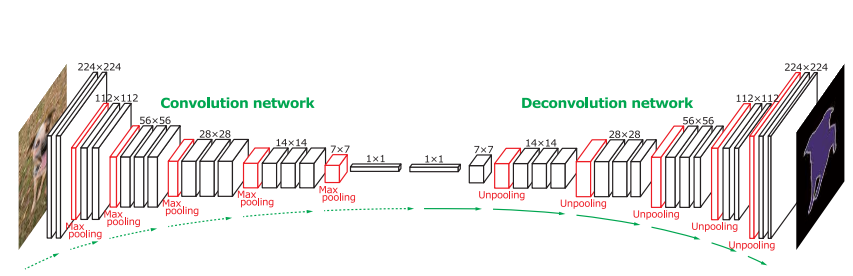 224×224
112×112
56×56
28×28
14×14
7×7
1×1
1×1
7×7
14×14
28×28
56×56
112×112
224×224
Convolution network
Deconvolution network
Max
pooling
Max
pooling
Max
pooling
Max
pooling
Max
pooling
Unpooling
Unpooling
Unpooling
Unpooling
Unpooling